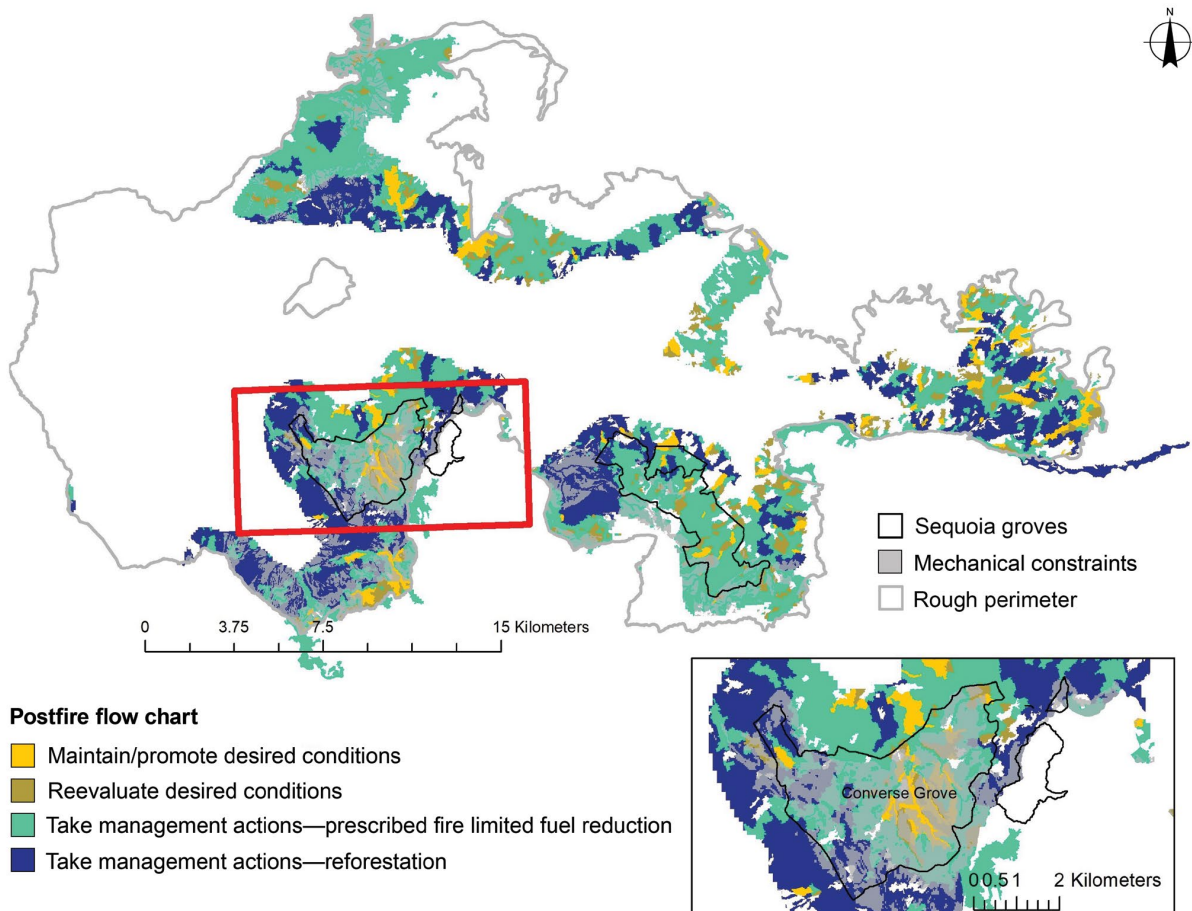 N
Sequoia groves
Mechanical constraints
Rough perimeter
0 3.75 7.5 15 Kilometers
Postfire flow chart
Maintain/promote desired conditions
Reevaluate desired conditions
Take management actions—prescribed fire limited fuel reduction
Take management actions—reforestation
Converse Grove
0 0.5 1 2 Kilometers